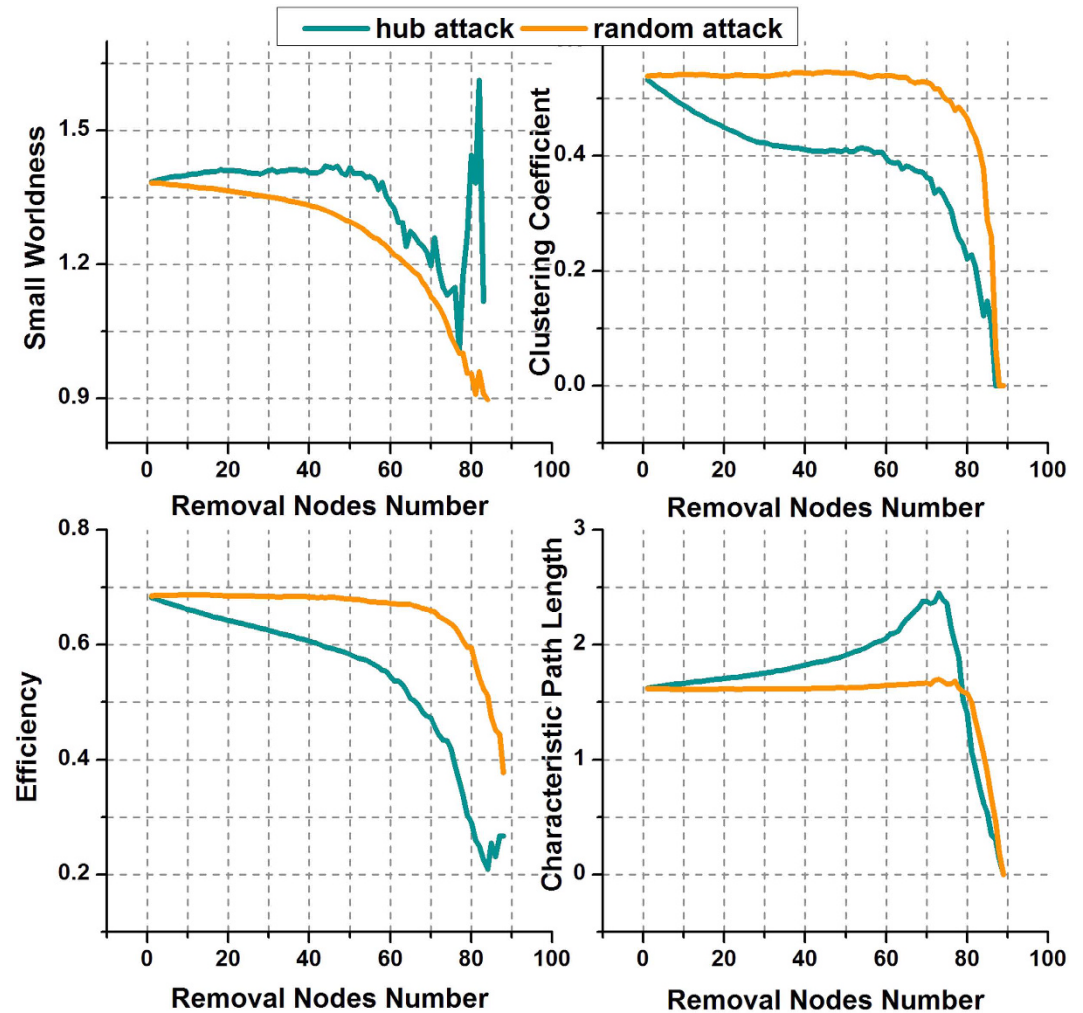 hub attack random attack
Small Worldness
1.5
1.2
0.9
0 20 40 60 80 100
Removal Nodes Number
Clustering Coefficient
0.4
0.2
0.0
0 20 40 60 80 100
Removal Nodes Number
Efficiency
0.8
0.6
0.4
0.2
0 20 40 60 80 100
Removal Nodes Number
Characteristic Path Length
3
2
1
0
0 20 40 60 80 100
Removal Nodes Number